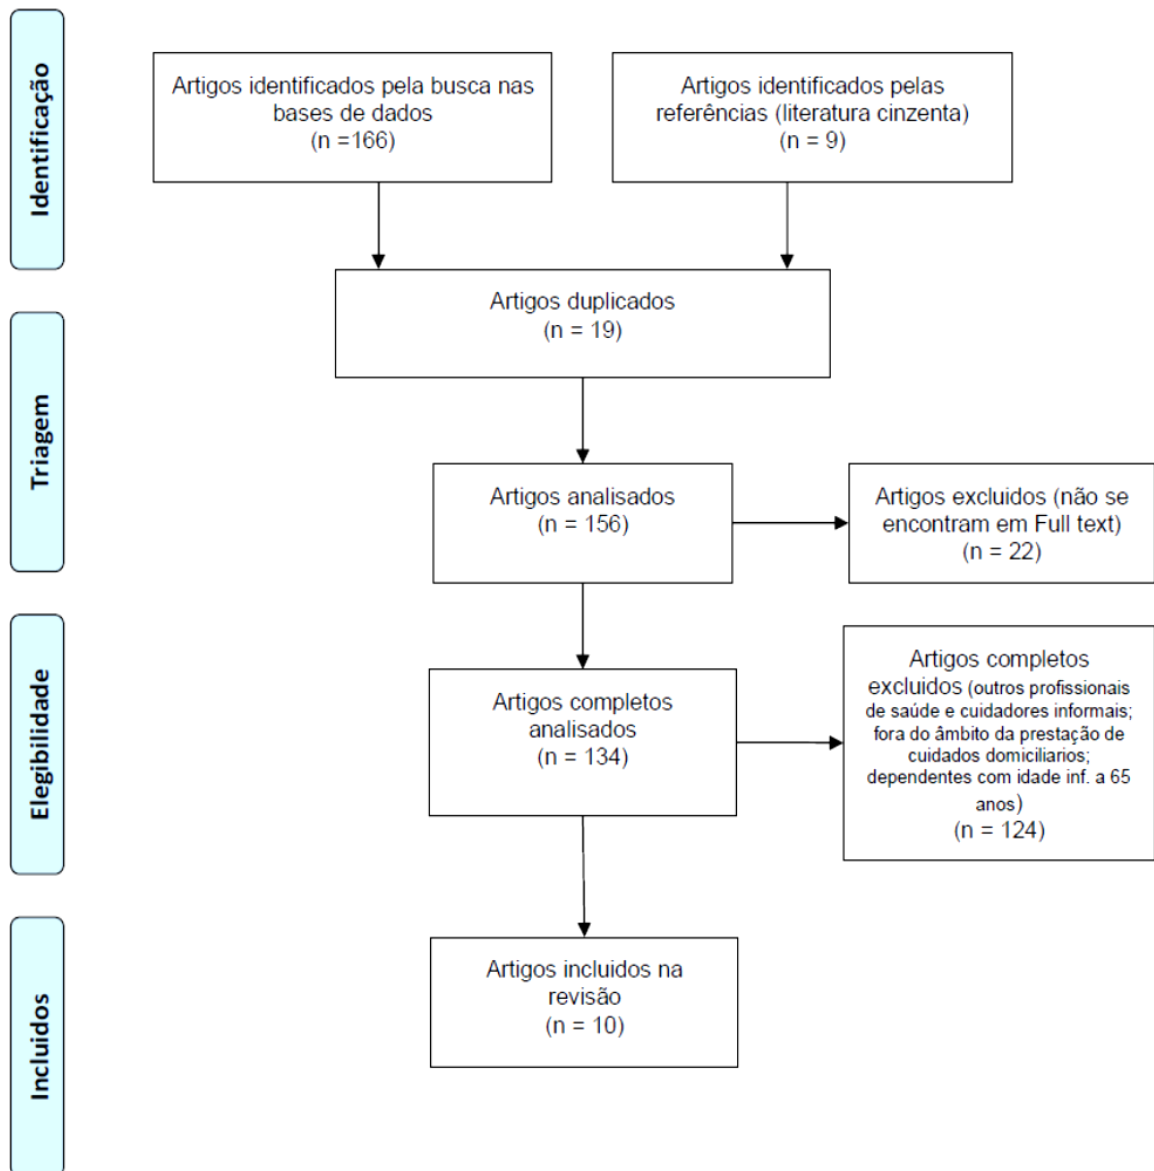 Identificação
Artigos identificados pela busca nas
bases de dados
(n =166)
Artigos identificados pelas
referências (literatura cinzenta)
(n = 9)
Triagem
Artigos duplicados
(n = 19)
Artigos analisados
(n = 156)
Artigos excluidos (não se
encontram em Full text)
(n = 22)
Elegibilidade
Artigos completos
analisados
(n = 134)
Artigos completos
excluidos (outros profissionais
de saúde e cuidadores informais;
fora do âmbito da prestação de
cuidados domiciliarios;
dependentes com idade inf. a 65
anos)
(n = 124)
Incluidos
Artigos incluidos na
revisão
(n = 10)